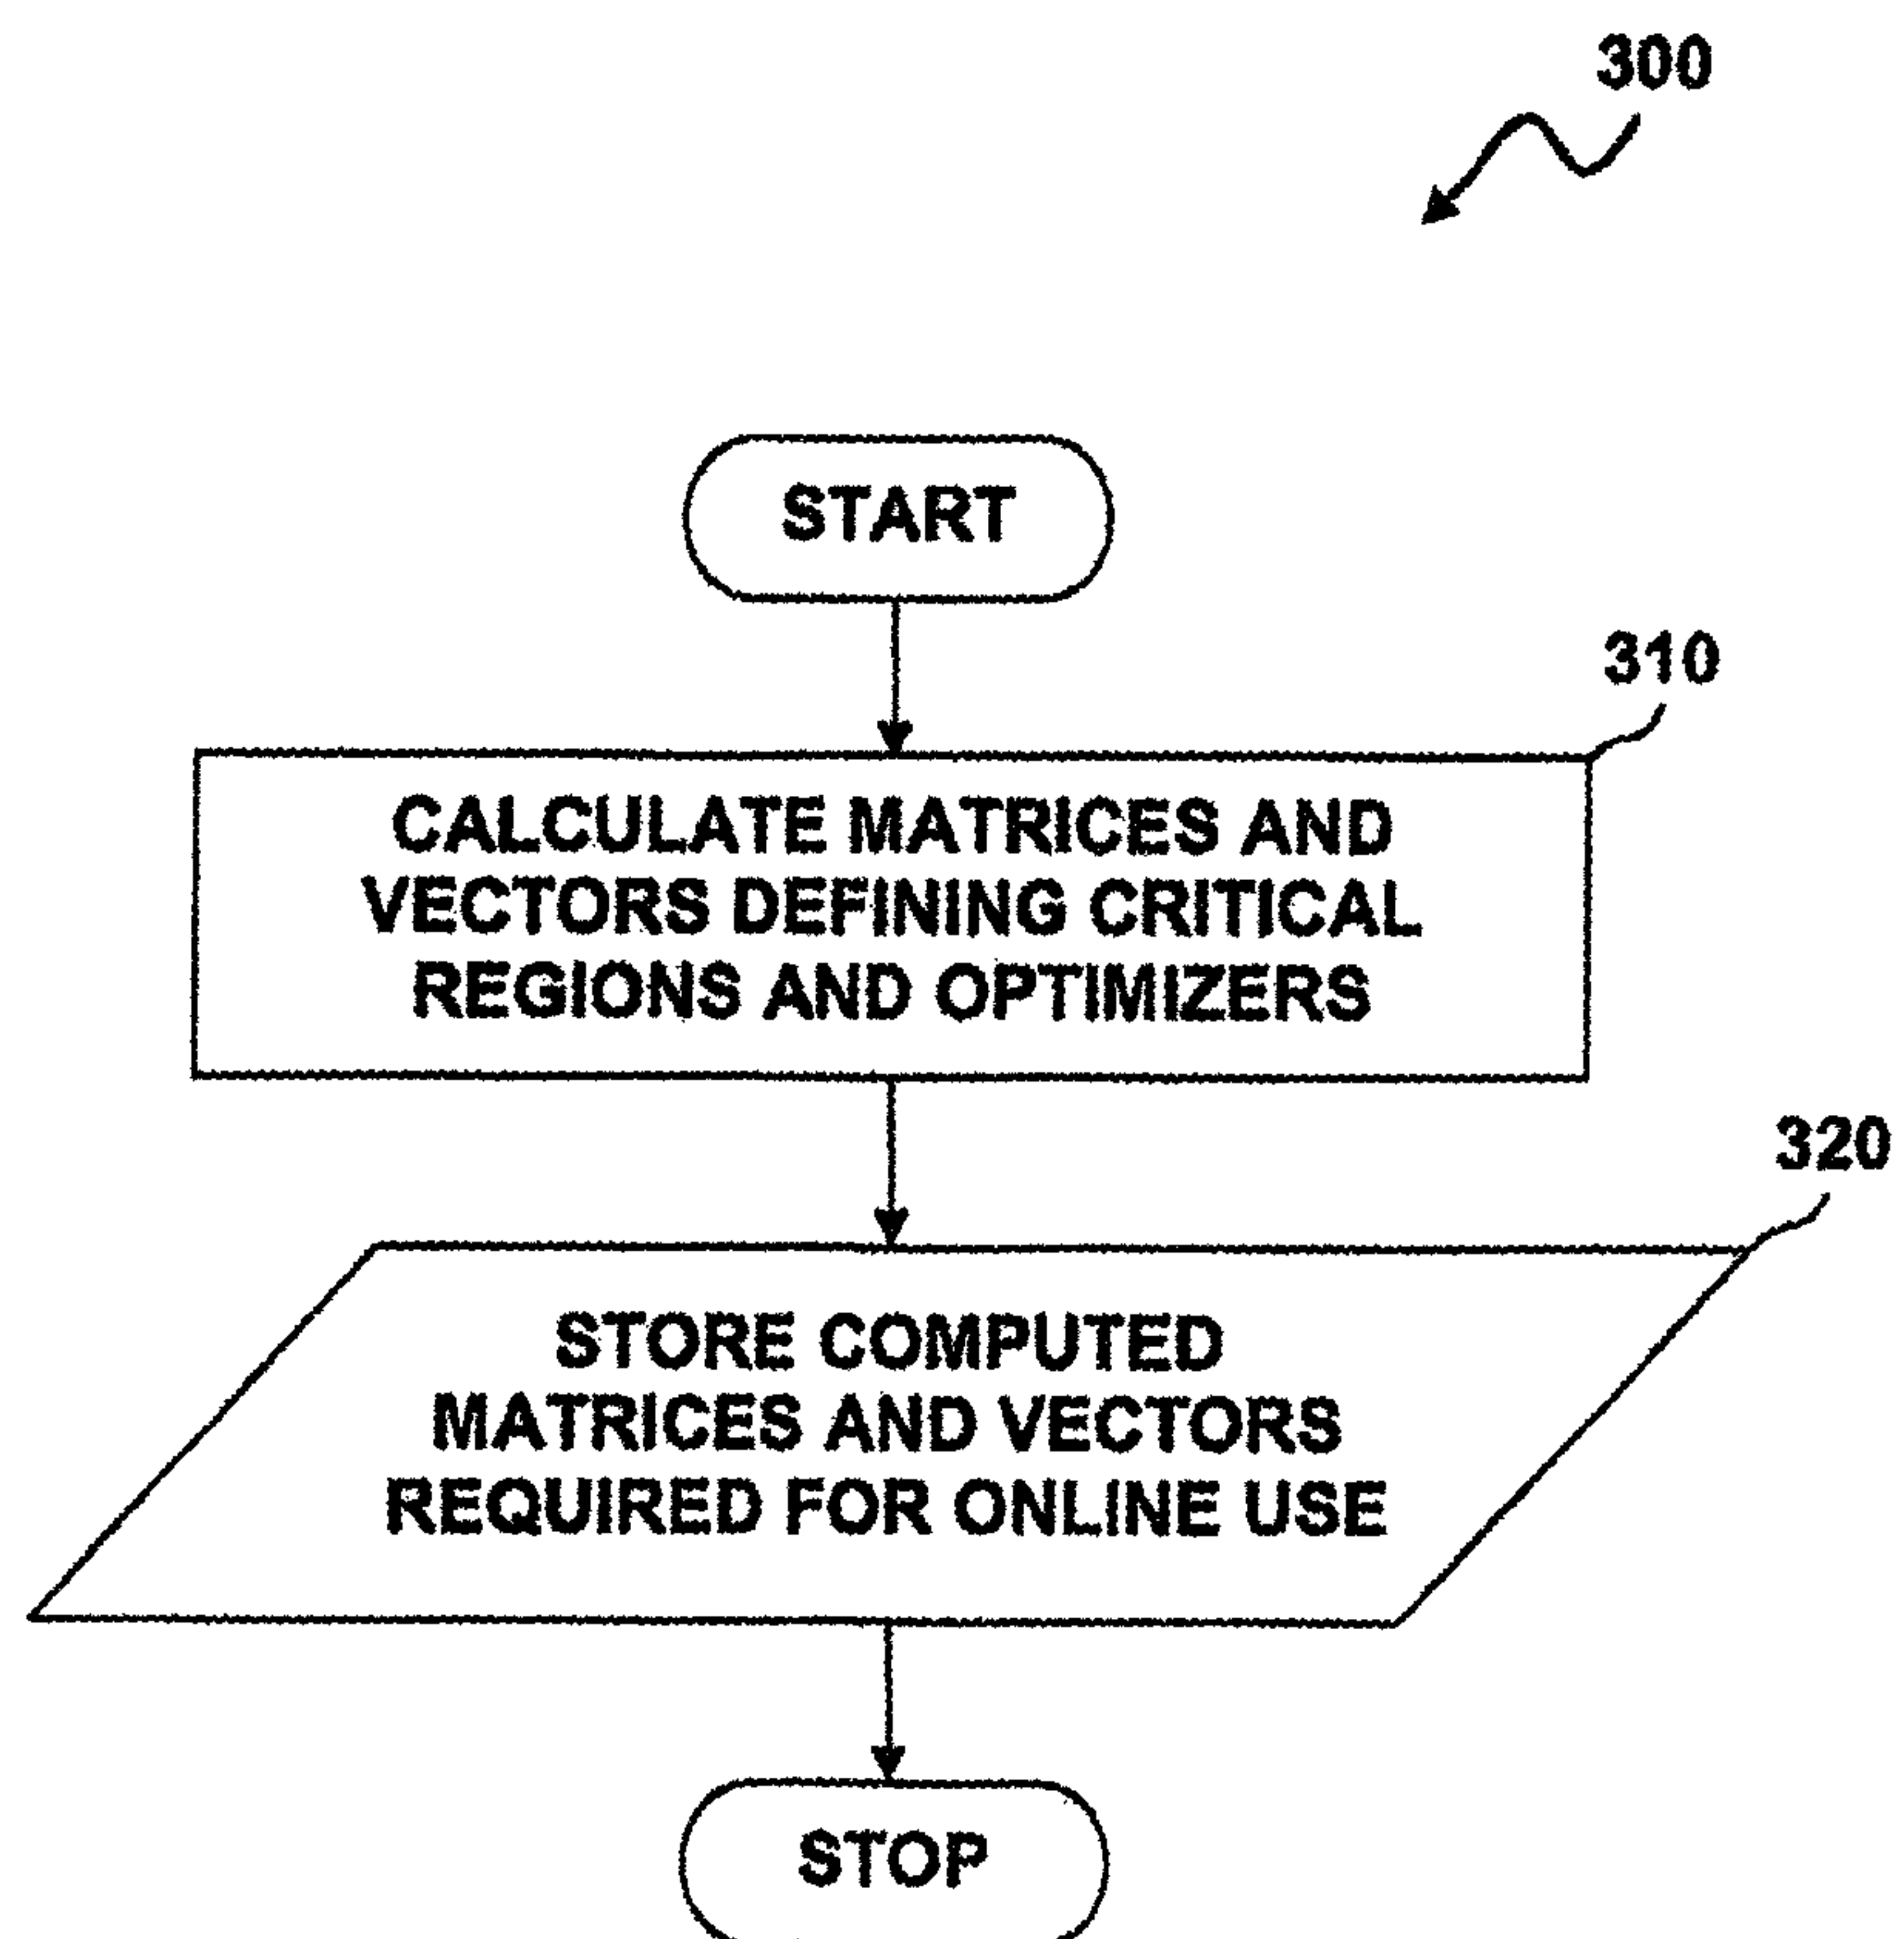 300
START
310
CALCULATE MATRICES AND
VECTORS DEFINING CRITICAL
REGIONS AND OPTIMIZERS
320
STORE COMPUTED
MATRICES AND VECTORS
REQUIRED FOR ONLINE USE
STOP